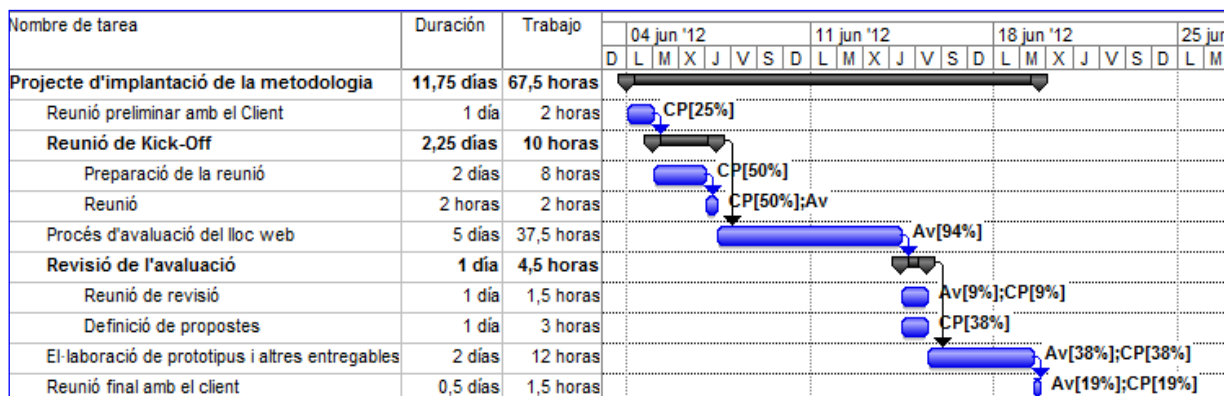 Nombre de tarea Duración Trabajo 04 jun '12 11 jun '12 18 jun '12 25 jun
D L M X J V S D L M X J V S D L M X J V S D L M
Projecte d'implantació de la metodologia 11,75 días 67,5 horas
Reunió preliminar amb el Client 1 día 2 horas CP[25%]
Reunió de Kick-Off 2,25 días 10 horas
Preparació de la reunió 2 días 8 horas CP[50%]
Reunió 2 horas 2 horas CP[50%];Av
Procés d'avaluació del lloc web 5 días 37,5 horas Av[94%]
Revisió de l'avaluació 1 día 4,5 horas
Reunió de revisió 1 día 1,5 horas Av[9%];CP[9%]
Definició de propostes 1 día 3 horas CP[38%]
El·laboració de prototipus i altres entregables 2 días 12 horas Av[38%];CP[38%]
Reunió final amb el client 0,5 días 1,5 horas Av[19%];CP[19%]